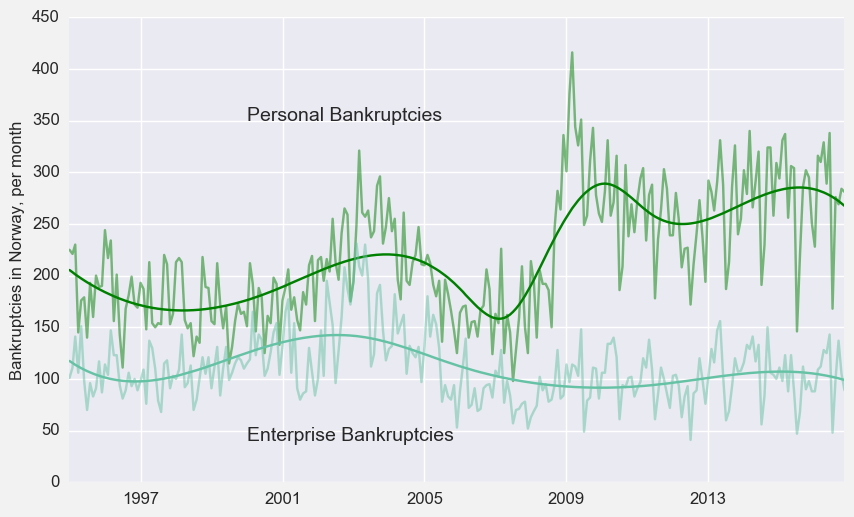 450
400
350
300
250
200
150
100
50
0
Bankruptcies in Norway, per month
Personal Bankruptcies
Enterprise Bankruptcies
1997 2001 2005 2009 2013